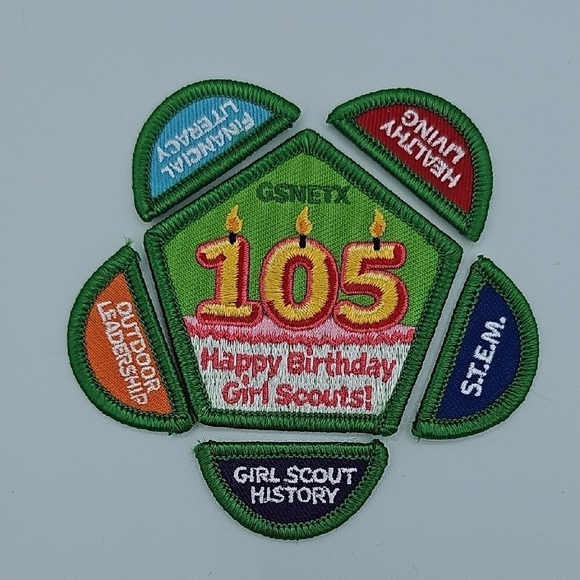 FINANCIAL
LITERACY
HEALTHY
LIVING
GSNETX
105
Happy Birthday
Girl Scouts!
OUTDOOR
LEADERSHIP
S.T.E.M.
GIRL SCOUT
HISTORY